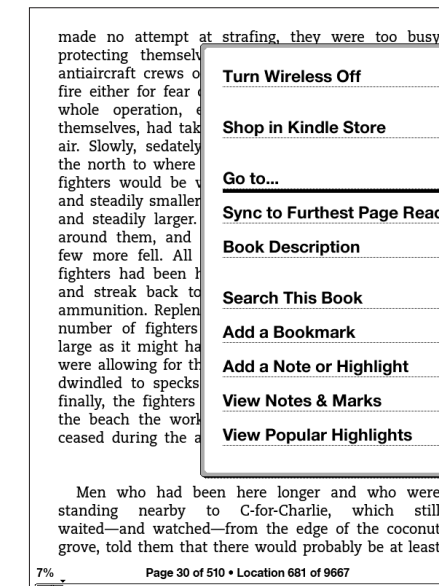 made no attempt at strafing, they were too busy
protecting themselv
antiaircraft crews o
fire either for fear
whole operation,
themselves, had tak
air. Slowly, sedately
the north to where
fighters would be
and steadily smaller
and steadily larger.
around them, and
few more fell. All
fighters had been
and streak back to
ammunition. Replen
number of fighters
large as it might ha
were allowing for th
dwindled to specks
finally, the fighters
the beach the work
ceased during the a
Turn Wireless Off
Shop in Kindle Store
Go to...
Sync to Furthest Page Read
Book Description
Search This Book
Add a Bookmark
Add a Note or Highlight
View Notes & Marks
View Popular Highlights
Men who had been here longer and who were
standing nearby to C-for-Charlie, which still
waited—and watched—from the edge of the coconut
grove, told them that there would probably be at least
7% Page 30 of 510 • Location 681 of 9667